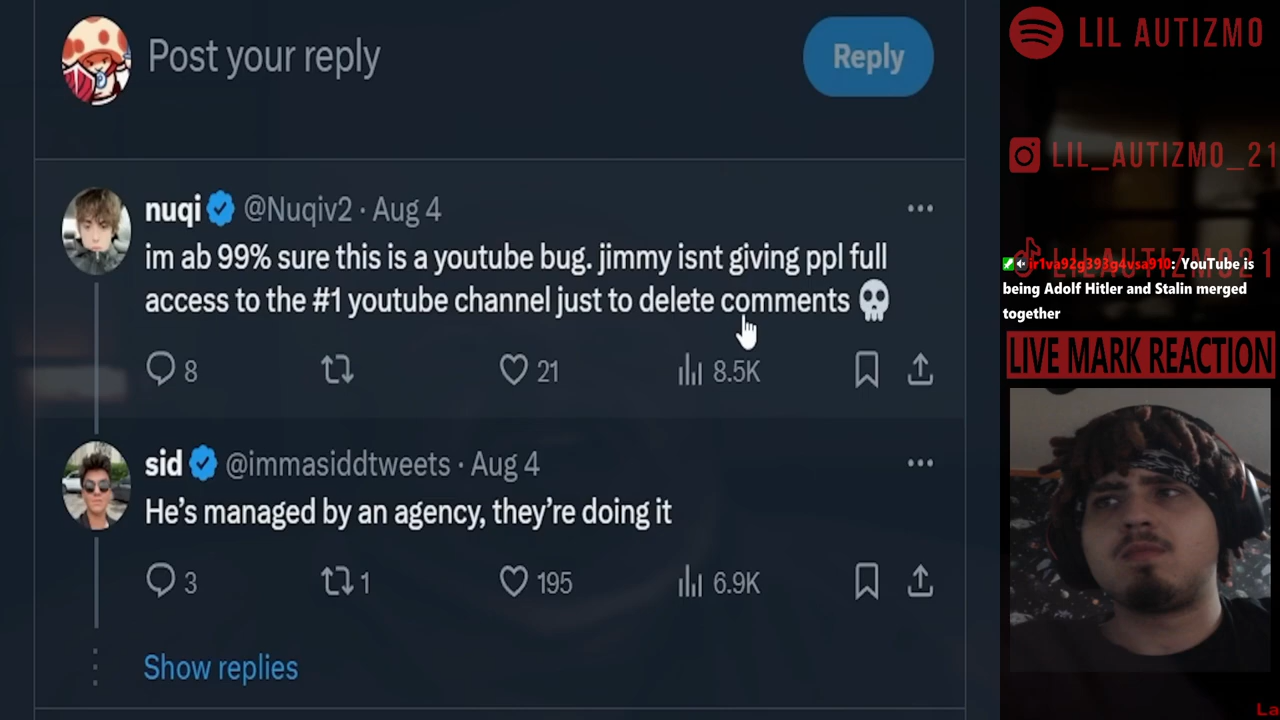 Post your reply
Reply
nuqi @Nuqiv2 · Aug 4
im ab 99% sure this is a youtube bug. jimmy isnt giving ppl full
access to the #1 youtube channel just to delete comments 💀
8 21 8.5K
sid @immasiddtweets · Aug 4
He's managed by an agency, they're doing it
3 1 195 6.9K
Show replies
LIL AUTIZMO
LIL_AUTIZMO_21
ir1va92g393g4vsa910: YouTube is
being Adolf Hitler and Stalin merged
together
LIVE MARK REACTION
La